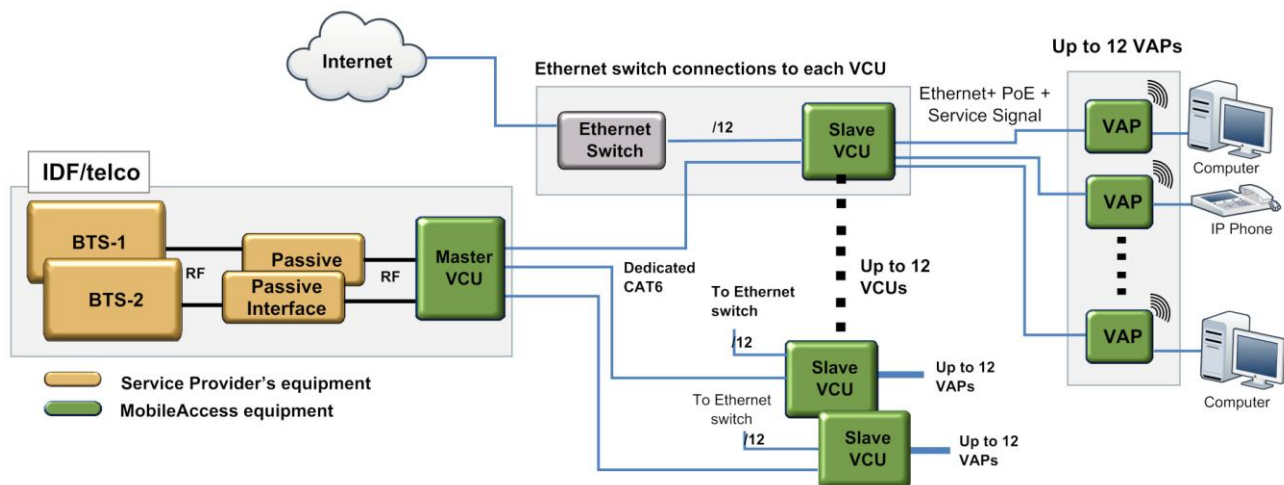 Internet
Ethernet switch connections to each VCU
Up to 12 VAPs
Ethernet+ PoE +
Service Signal
Ethernet
Switch
/12
Slave
VCU
VAP
Computer
VAP
IP Phone
VAP
Computer
IDF/telco
BTS-1
BTS-2
RF
Passive
Passive
Interface
RF
Master
VCU
Dedicated
CAT6
Up to 12
VCUs
To Ethernet
switch
/12
Slave
VCU
Up to 12
VAPs
To Ethernet
switch
/12
Slave
VCU
Up to 12
VAPs
Service Provider's equipment
MobileAccess equipment